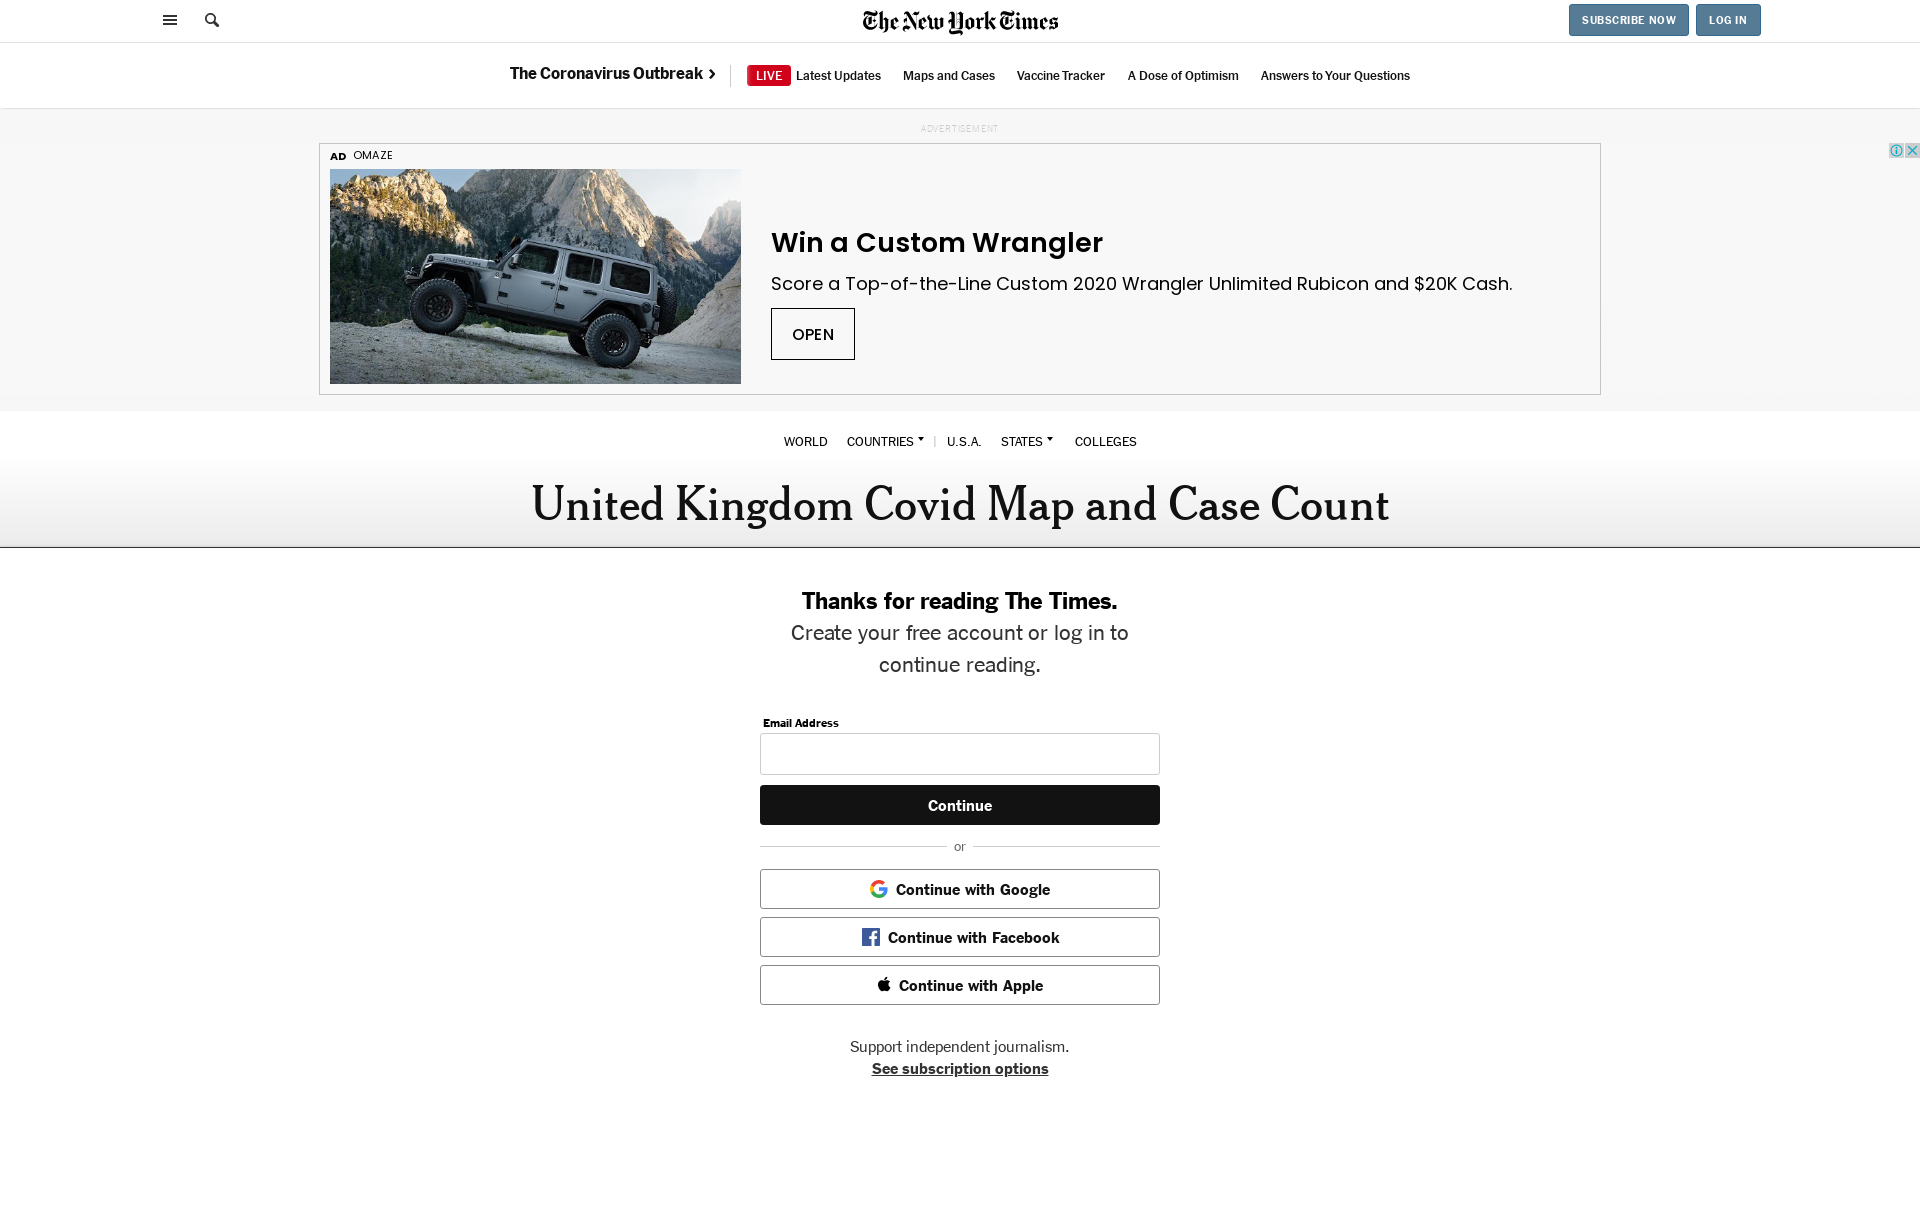 The New York Times
SUBSCRIBE NOW
LOG IN
The Coronavirus Outbreak
LIVE Latest Updates
Maps and Cases
Vaccine Tracker
A Dose of Optimism
Answers to Your Questions
ADVERTISEMENT
AD OMAZE
Win a Custom Wrangler
Score a Top-of-the-Line Custom 2020 Wrangler Unlimited Rubicon and $20K Cash.
OPEN
WORLD
COUNTRIES
U.S.A.
STATES
COLLEGES
United Kingdom Covid Map and Case Count
Thanks for reading The Times.
Create your free account or log in to
continue reading.
Email Address
Continue
or
Continue with Google
Continue with Facebook
Continue with Apple
Support independent journalism.
See subscription options